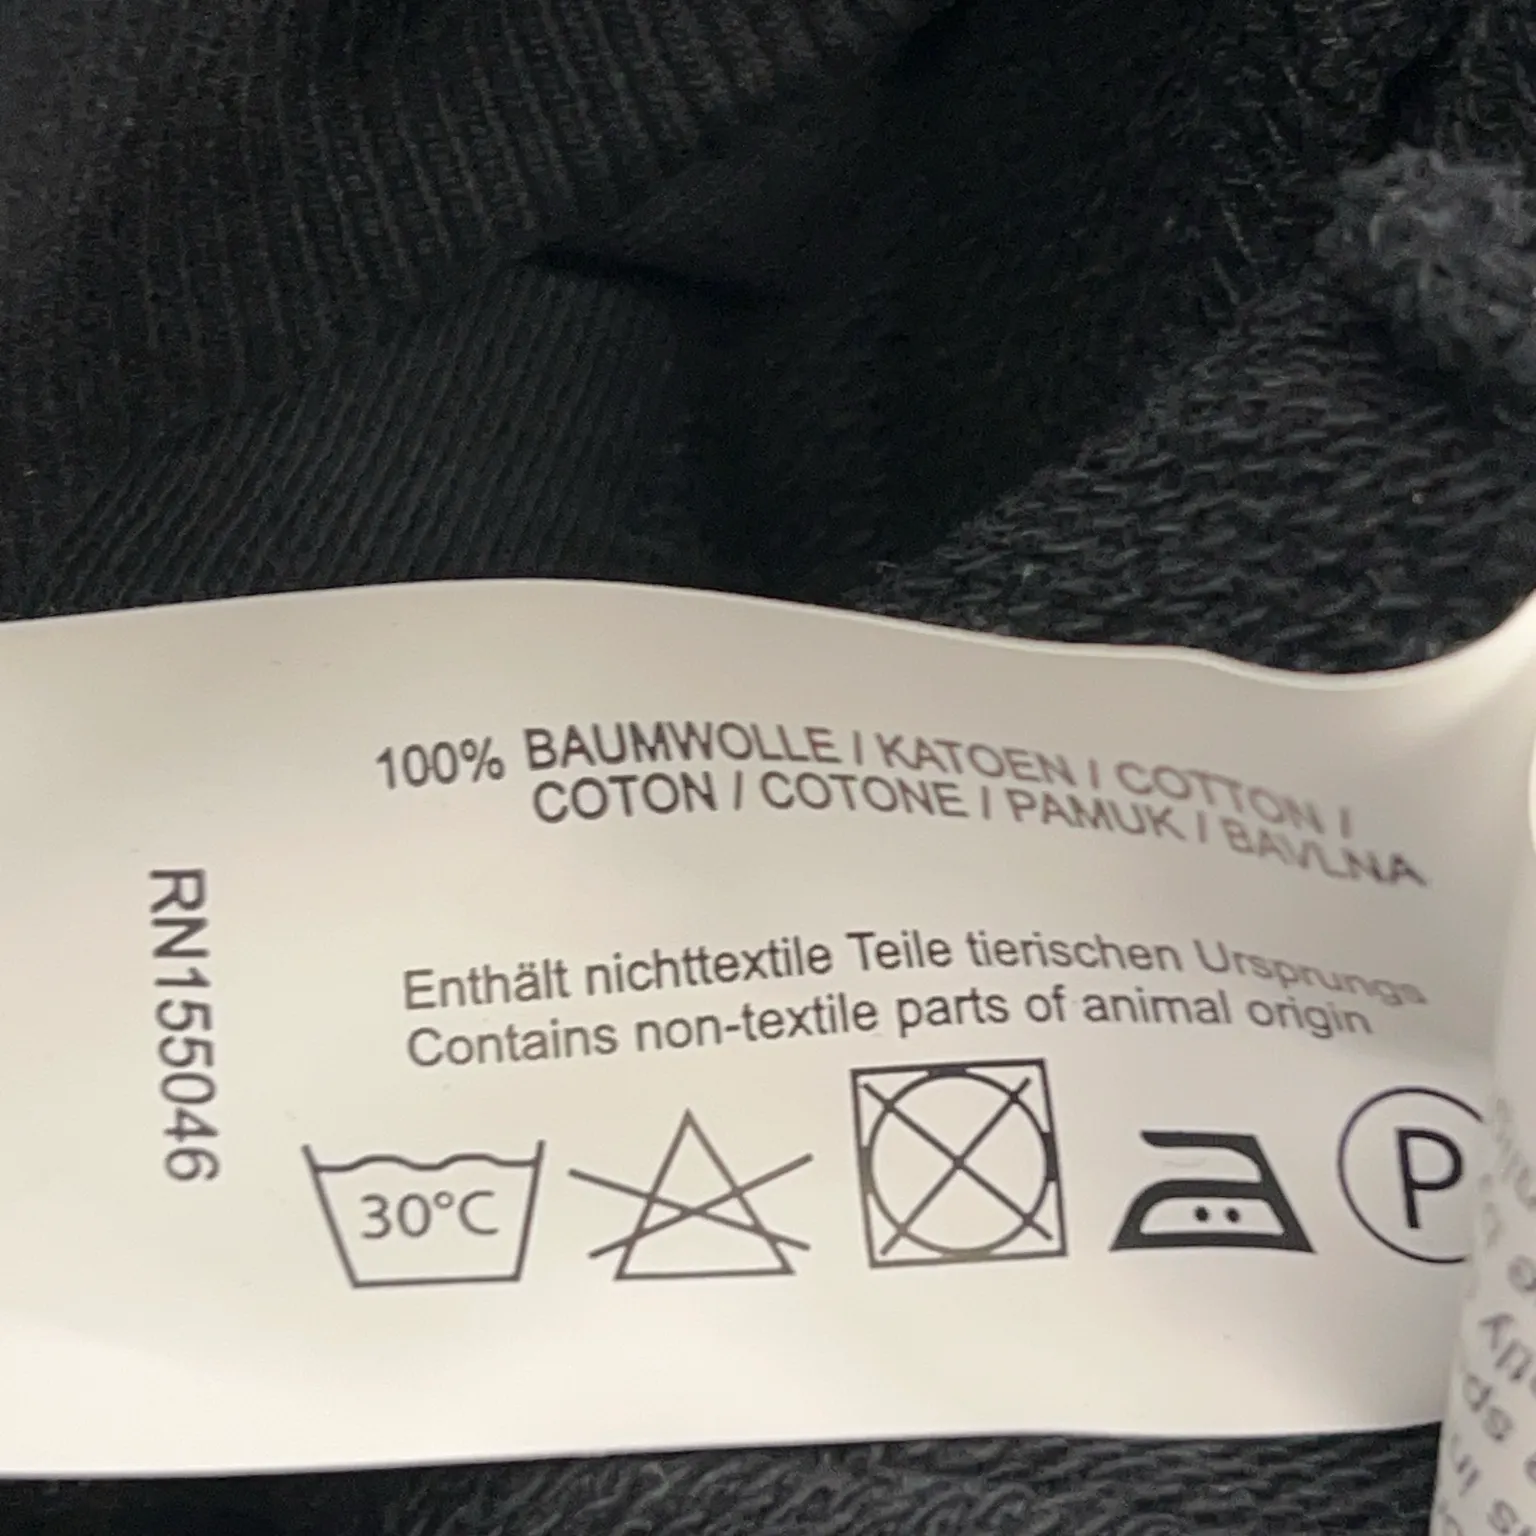 100% BAUMWOLLE / KATOEN / COTTON /
COTON / COTONE / PAMUK / BAVLNA
RN155046
Enthält nichttextile Teile tierischen Ursprungs
Contains non-textile parts of animal origin
30°C
P